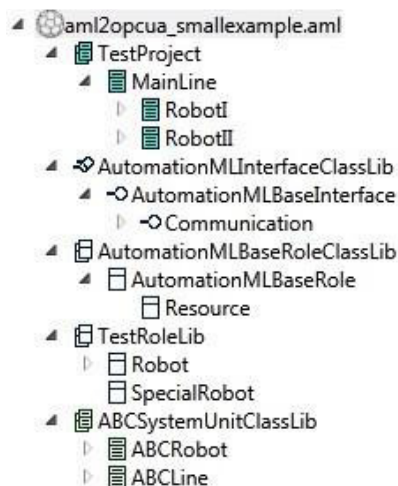 aml2opcua_smallexample.aml
TestProject
MainLine
RobotI
RobotII
AutomationMLInterfaceClassLib
AutomationMLBaseInterface
Communication
AutomationMLBaseRoleClassLib
AutomationMLBaseRole
Resource
TestRoleLib
Robot
SpecialRobot
ABCSystemUnitClassLib
ABCRobot
ABCLine